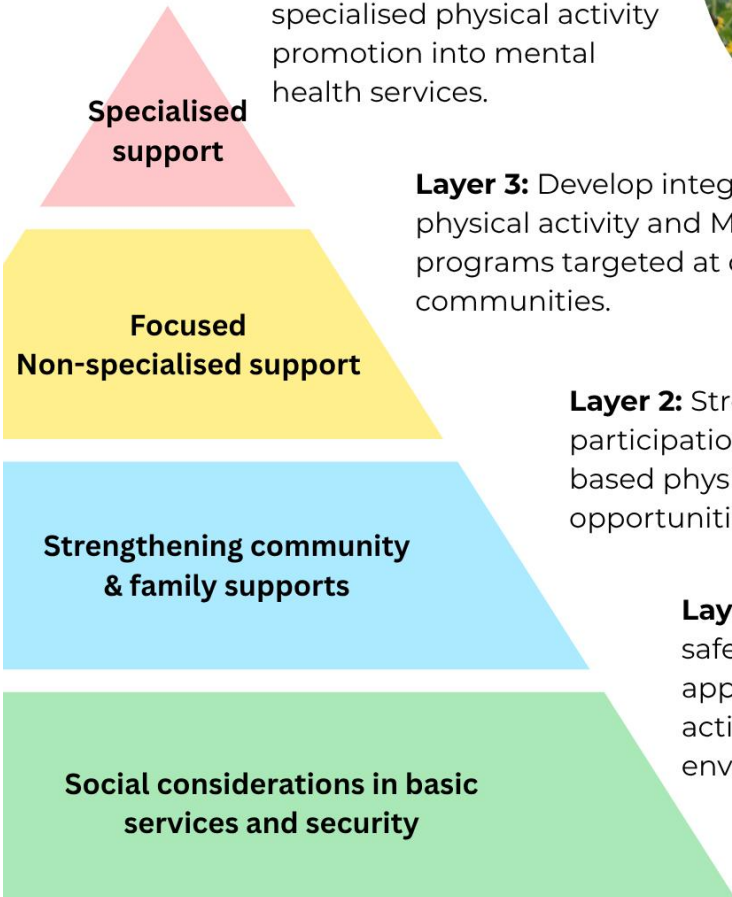 specialised physical activity
promotion into mental
health services.
Specialised
support
Layer 3: Develop integ
physical activity and M
programs targeted at
communities.
Focused
Non-specialised support
Layer 2: Str
participatio
based phys
opportuniti
Strengthening community
& family supports
Lay
safe
app
acti
env
Social considerations in basic
services and security